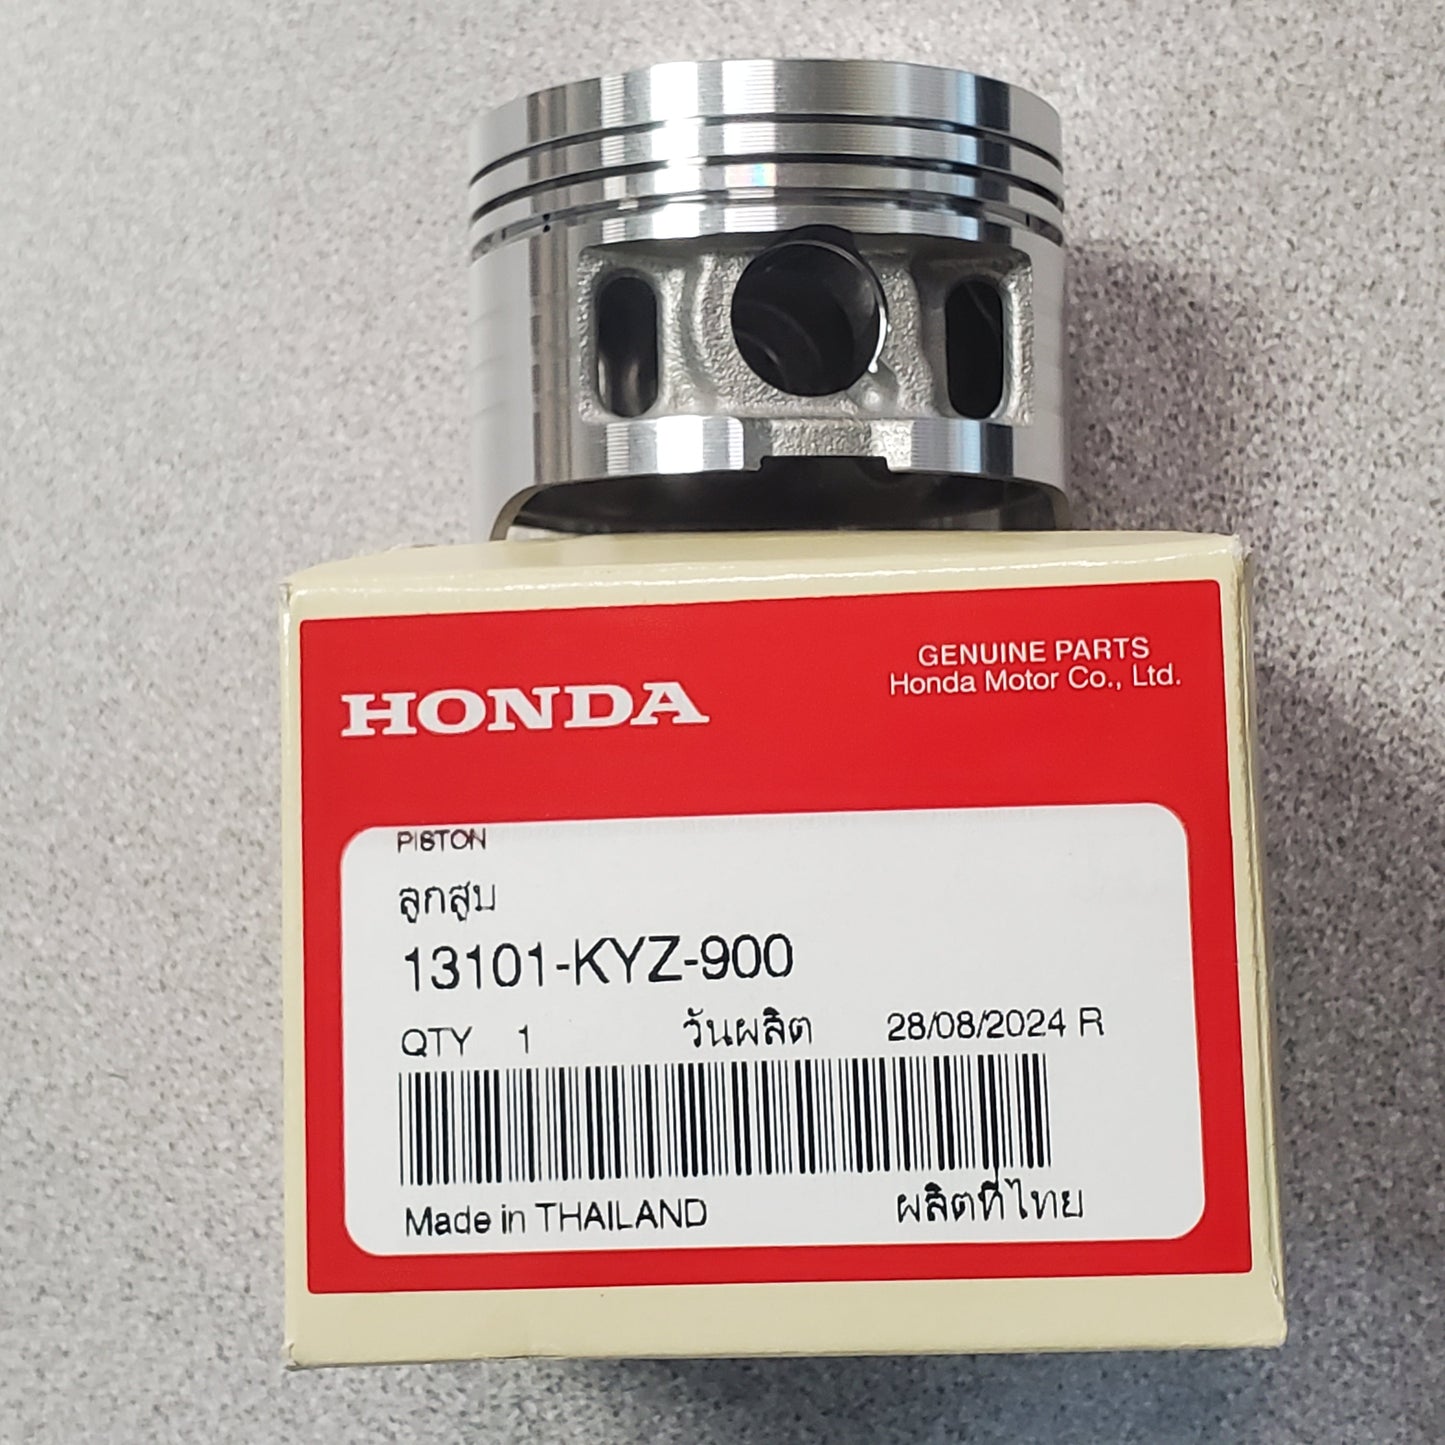 HONDA
GENUINE PARTS
Honda Motor Co., Ltd.
PISTON
ลูกสูบ
13101-KYZ-900
QTY 1 วันผลิต 28/08/2024 R
Made in THAILAND ผลิตที่ไทย